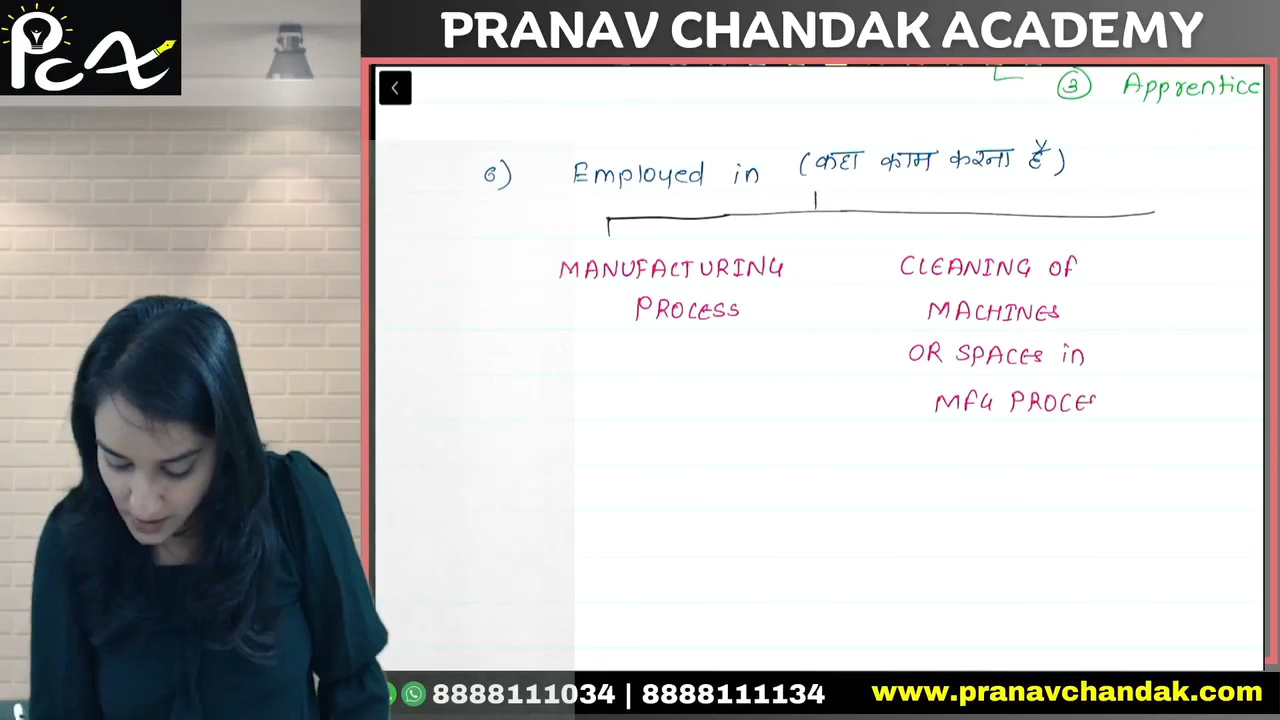 PCA
PRANAV CHANDAK ACADEMY
③ Apprentice
6) Employed in (कहा काम करना है)
MANUFACTURING
PROCESS
CLEANING OF
MACHINES
OR SPACES in
MFG PROCES
8888111034 | 8888111134
www.pranavchandak.com